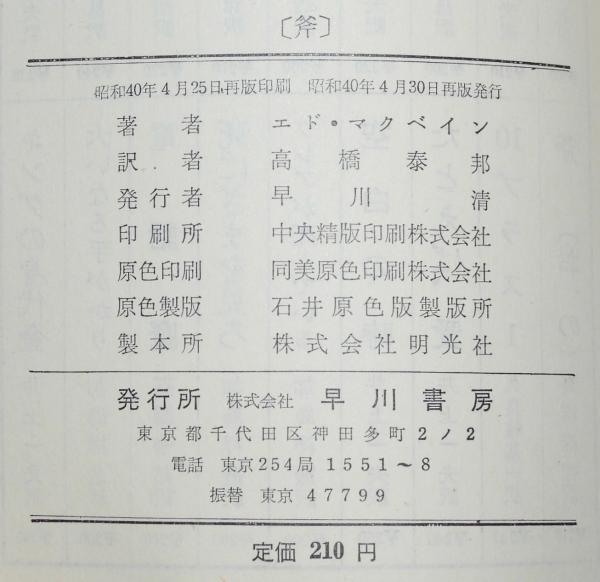 〔斧〕
昭和40年4月25日再版印刷　昭和40年4月30日再版発行
著者　エド・マクベイン
訳者　高橋泰邦
発行者　早川清
印刷所　中央精版印刷株式会社
原色印刷　同美原色印刷株式会社
原色製版　石井原色版製版所
製本所　株式会社明光社
発行所　株式会社　早川書房
東京都千代田区神田多町2ノ2
電話　東京254局　1551〜8
振替　東京　47799
定価　210　円